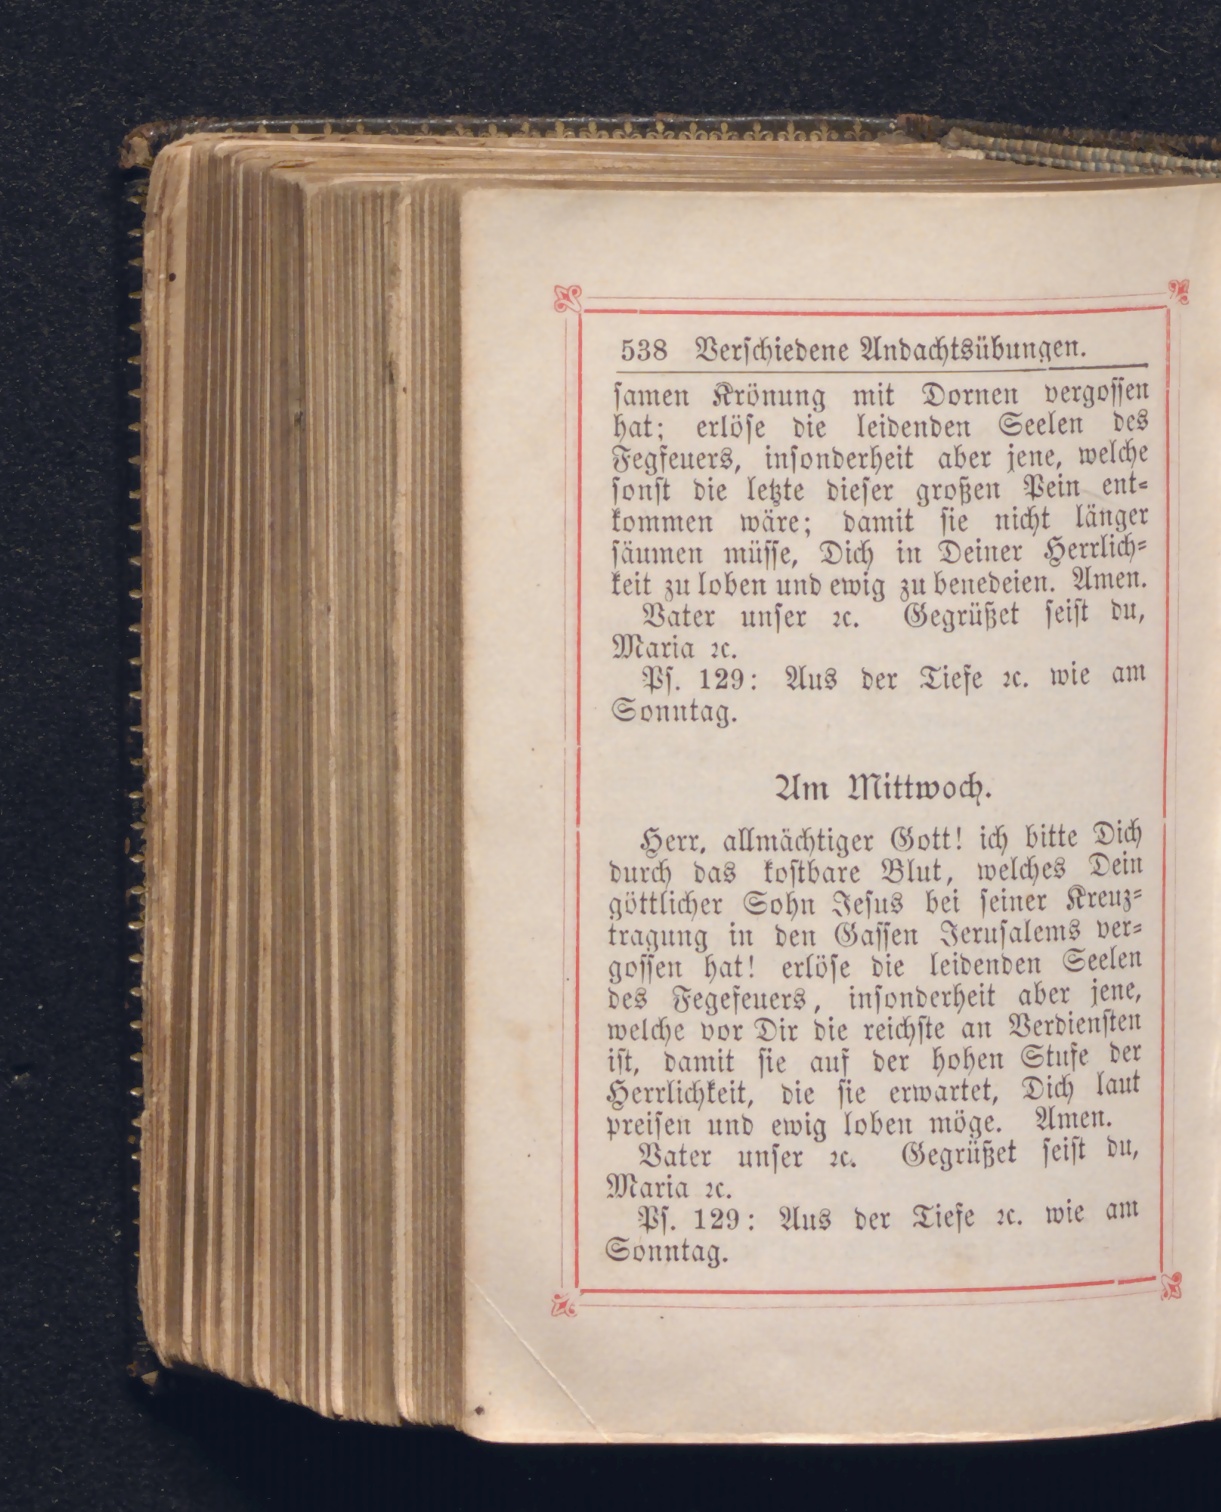 538 Verschiedene Andachtsübungen.
samen Krönung mit Dornen vergossen
hat; erlöse die leidenden Seelen des
Fegfeuers, insonderheit aber jene, welche
sonst die letzte dieser großen Pein ent-
kommen wäre; damit sie nicht länger
säumen müsse, Dich in Deiner Herrlich-
keit zu loben und ewig zu benedeien. Amen.
Vater unser ꝛc. Gegrüßet seist du,
Maria ꝛc.
Ps. 129: Aus der Tiefe ꝛc. wie am
Sonntag.
Am Mittwoch.
Herr, allmächtiger Gott! ich bitte Dich
durch das kostbare Blut, welches Dein
göttlicher Sohn Jesus bei seiner Kreuz-
tragung in den Gassen Jerusalems ver-
gossen hat! erlöse die leidenden Seelen
des Fegefeuers, insonderheit aber jene,
welche vor Dir die reichste an Verdiensten
ist, damit sie auf der hohen Stufe der
Herrlichkeit, die sie erwartet, Dich laut
preisen und ewig loben möge. Amen.
Vater unser ꝛc. Gegrüßet seist du,
Maria ꝛc.
Ps. 129: Aus der Tiefe ꝛc. wie am
Sonntag.